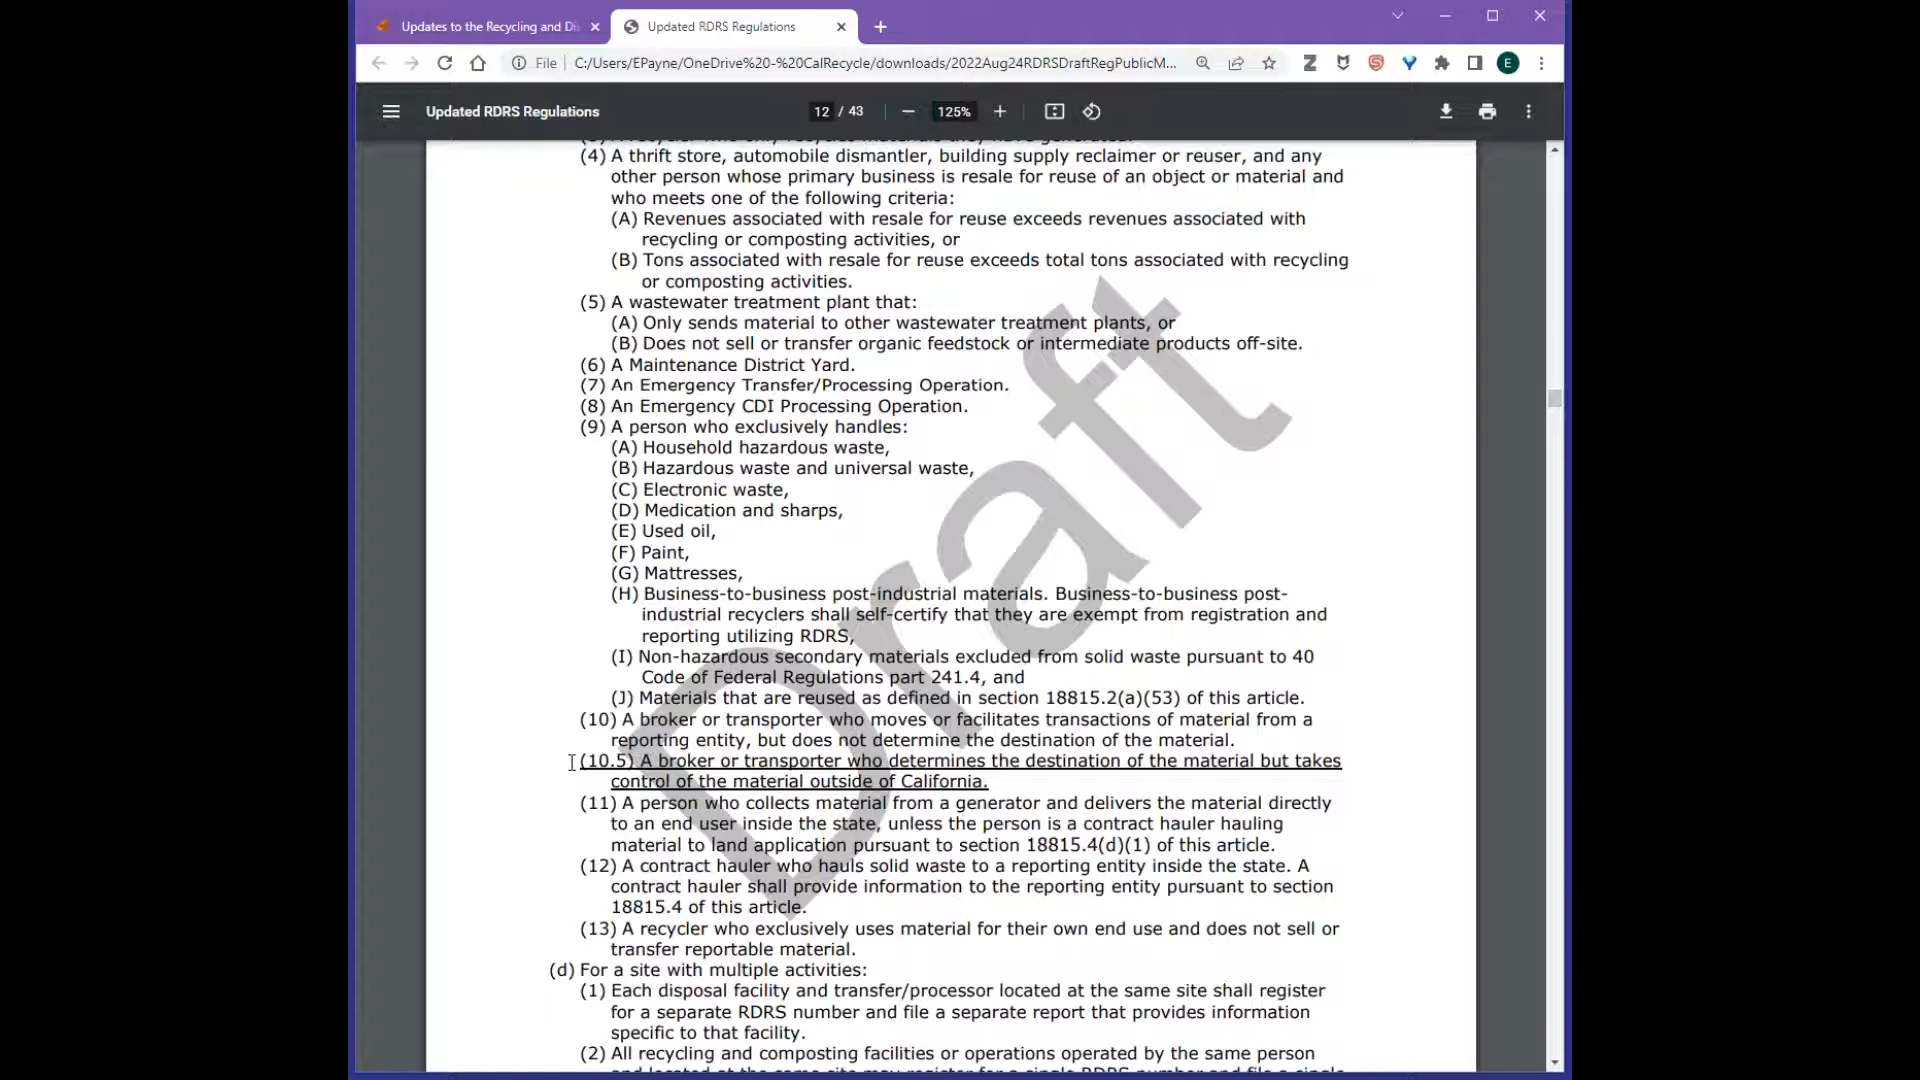 Updates to the Recycling and Di
Updated RDRS Regulations
File
C:/Users/EPayne/OneDrive%20-%20CalRecycle/downloads/2022Aug24RDRSDraftRegPublicM...
E
Updated RDRS Regulations
12 / 43
125%
(4) A thrift store, automobile dismantler, building supply reclaimer or reuser, and any
other person whose primary business is resale for reuse of an object or material and
who meets one of the following criteria:
(A) Revenues associated with resale for reuse exceeds revenues associated with
recycling or composting activities, or
(B) Tons associated with resale for reuse exceeds total tons associated with recycling
or composting activities.
(5) A wastewater treatment plant that:
(A) Only sends material to other wastewater treatment plants, or
(B) Does not sell or transfer organic feedstock or intermediate products off-site.
(6) A Maintenance District Yard.
(7) An Emergency Transfer/Processing Operation.
(8) An Emergency CDI Processing Operation.
(9) A person who exclusively handles:
(A) Household hazardous waste,
(B) Hazardous waste and universal waste,
(C) Electronic waste,
(D) Medication and sharps,
(E) Used oil,
(F) Paint,
(G) Mattresses,
(H) Business-to-business post-industrial materials. Business-to-business post-
industrial recyclers shall self-certify that they are exempt from registration and
reporting utilizing RDRS,
(I) Non-hazardous secondary materials excluded from solid waste pursuant to 40
Code of Federal Regulations part 241.4, and
(J) Materials that are reused as defined in section 18815.2(a)(53) of this article.
(10) A broker or transporter who moves or facilitates transactions of material from a
reporting entity, but does not determine the destination of the material.
(10.5) A broker or transporter who determines the destination of the material but takes
control of the material outside of California.
(11) A person who collects material from a generator and delivers the material directly
to an end user inside the state, unless the person is a contract hauler hauling
material to land application pursuant to section 18815.4(d)(1) of this article.
(12) A contract hauler who hauls solid waste to a reporting entity inside the state. A
contract hauler shall provide information to the reporting entity pursuant to section
18815.4 of this article.
(13) A recycler who exclusively uses material for their own end use and does not sell or
transfer reportable material.
(d) For a site with multiple activities:
(1) Each disposal facility and transfer/processor located at the same site shall register
for a separate RDRS number and file a separate report that provides information
specific to that facility.
(2) All recycling and composting facilities or operations operated by the same person
Draft